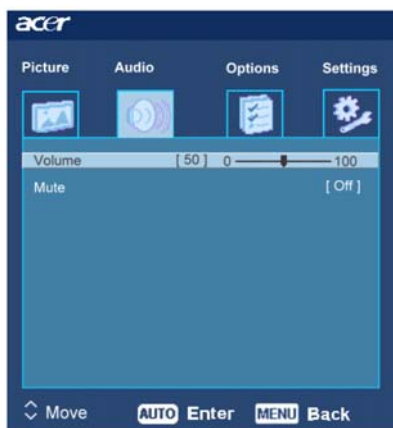 acer
Picture Audio Options Settings
Volume [ 50 ] 0 100
Mute [ Off ]
Move AUTO Enter MENU Back